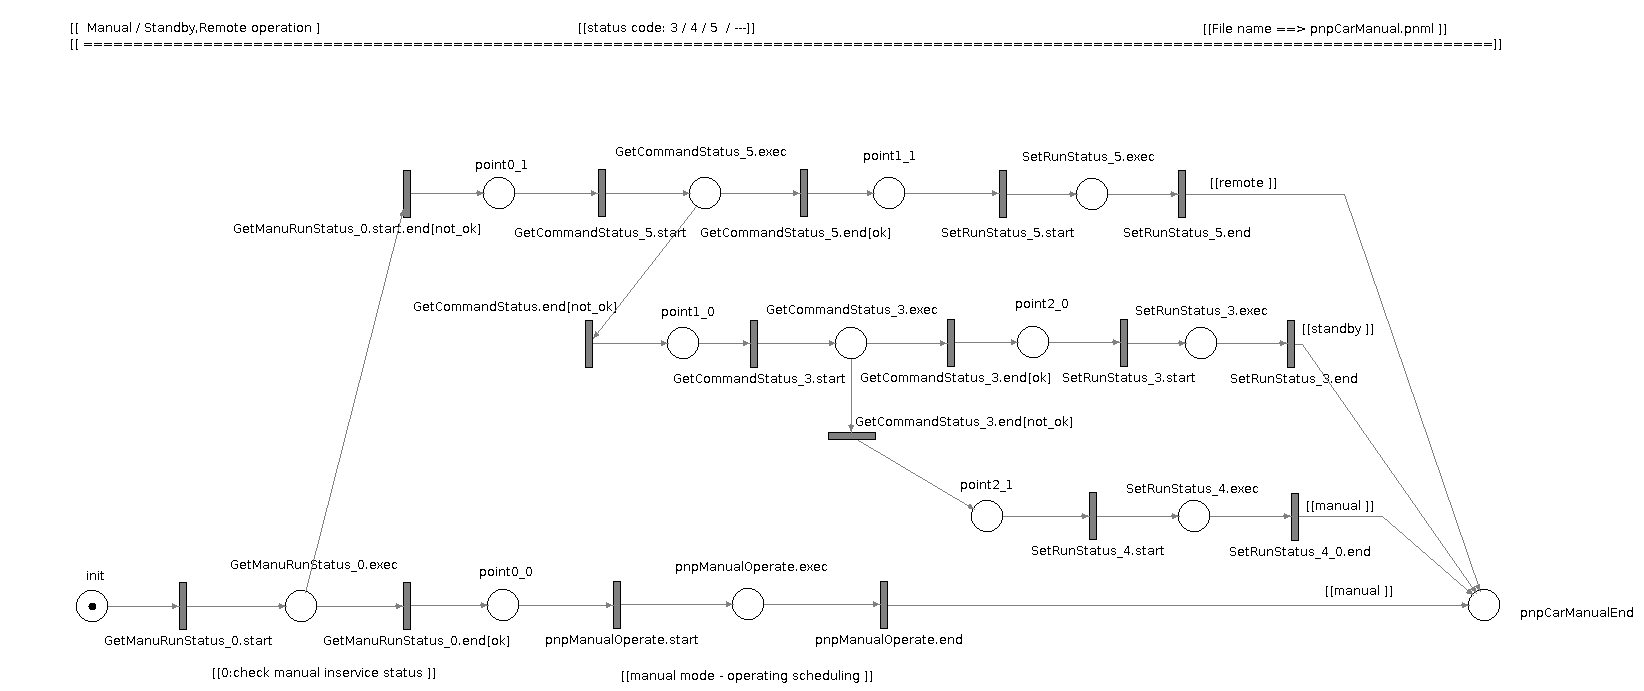 [[  Manual / Standby,Remote operation ]
[[status code: 3 / 4 / 5  / ---]]
[[File name ==> pnpCarManual.pnml ]]
[[ =============================================================================================================================================]]
GetCommandStatus_5.exec
point1_1
SetRunStatus_5.exec
point0_1
[[remote ]]
GetManuRunStatus_0.start.end[not_ok]
GetCommandStatus_5.start
GetCommandStatus_5.end[ok]
SetRunStatus_5.start
SetRunStatus_5.end
GetCommandStatus.end[not_ok]
point1_0
GetCommandStatus_3.exec
point2_0
SetRunStatus_3.exec
[[standby ]]
GetCommandStatus_3.start
GetCommandStatus_3.end[ok]
SetRunStatus_3.start
SetRunStatus_3.end
GetCommandStatus_3.end[not_ok]
point2_1
SetRunStatus_4.exec
[[manual ]]
SetRunStatus_4.start
SetRunStatus_4_0.end
init
GetManuRunStatus_0.exec
point0_0
pnpManualOperate.exec
[[manual ]]
pnpCarManualEnd
GetManuRunStatus_0.start
GetManuRunStatus_0.end[ok]
pnpManualOperate.start
pnpManualOperate.end
[[0:check manual inservice status ]]
[[manual mode - operating scheduling ]]